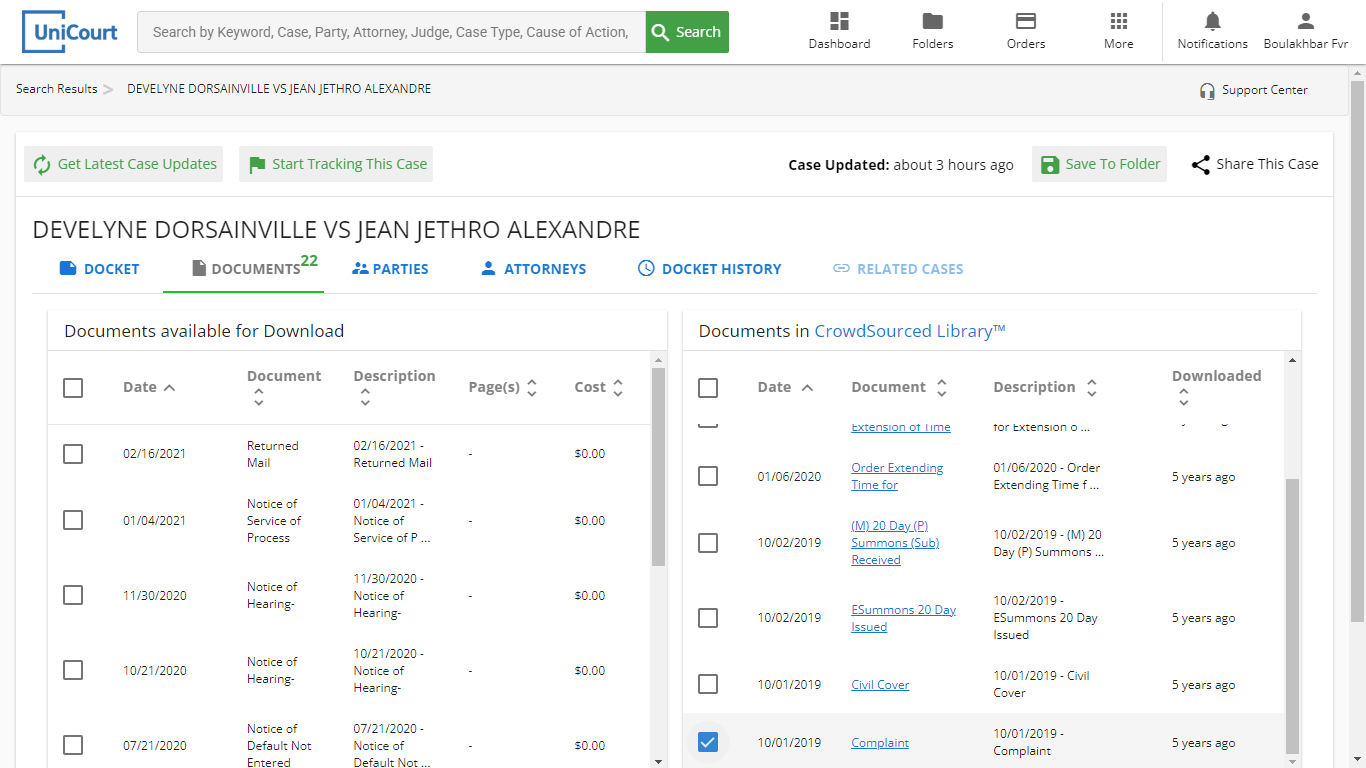 UniCourt
Search by Keyword, Case, Party, Attorney, Judge, Case Type, Cause of Action,
Search
Dashboard
Folders
Orders
More
Notifications
Boulakhbar Fvr
Search Results
DEVELYNE DORSAINVILLE VS JEAN JETHRO ALEXANDRE
Support Center
Get Latest Case Updates
Start Tracking This Case
Case Updated: about 3 hours ago
Save To Folder
Share This Case
DEVELYNE DORSAINVILLE VS JEAN JETHRO ALEXANDRE
DOCKET
DOCUMENTS 22
PARTIES
ATTORNEYS
DOCKET HISTORY
RELATED CASES
Documents available for Download
Date
Document
Description
Page(s)
Cost
02/16/2021
Returned
Mail
02/16/2021 -
Returned Mail
-
$0.00
01/04/2021
Notice of
Service of
Process
01/04/2021 -
Notice of
Service of P ...
-
$0.00
11/30/2020
Notice of
Hearing-
11/30/2020 -
Notice of
Hearing-
-
$0.00
10/21/2020
Notice of
Hearing-
10/21/2020 -
Notice of
Hearing-
-
$0.00
07/21/2020
Notice of
Default Not
Entered
07/21/2020 -
Notice of
Default Not ...
-
$0.00
Documents in CrowdSourced Library™
Date
Document
Description
Downloaded
Extension of Time
for Extension o ...
01/06/2020
Order Extending
Time for
01/06/2020 - Order
Extending Time f ...
5 years ago
10/02/2019
(M) 20 Day (P)
Summons (Sub)
Received
10/02/2019 - (M) 20
Day (P) Summons ...
5 years ago
10/02/2019
ESummons 20 Day
Issued
10/02/2019 -
ESummons 20 Day
Issued
5 years ago
10/01/2019
Civil Cover
10/01/2019 - Civil
Cover
5 years ago
10/01/2019
Complaint
10/01/2019 -
Complaint
5 years ago